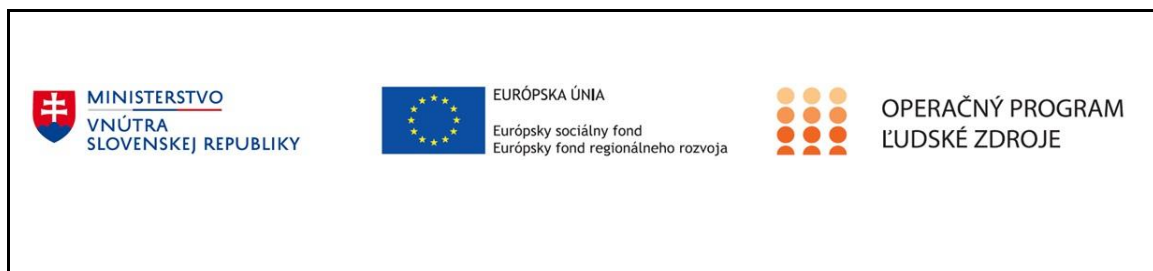 MINISTERSTVO
VNÚTRA
SLOVENSKEJ REPUBLIKY
EURÓPSKA ÚNIA
Európsky sociálny fond
Európsky fond regionálneho rozvoja
OPERAČNÝ PROGRAM
ĽUDSKÉ ZDROJE